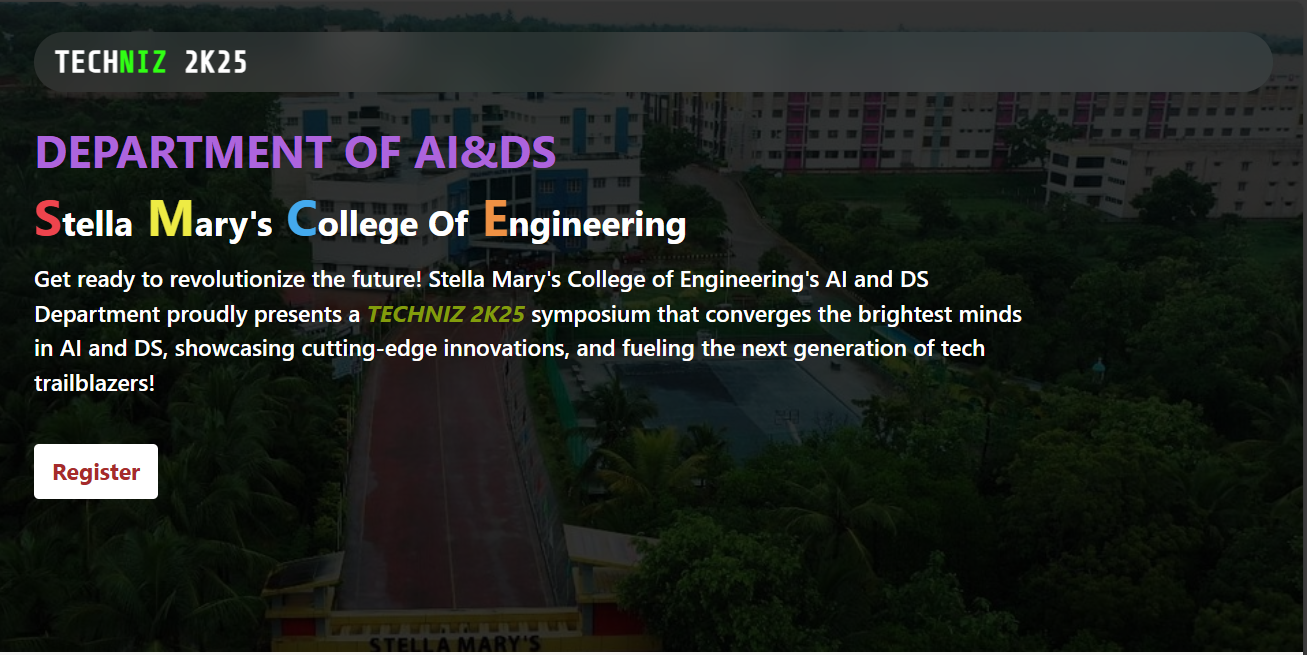 TECHNIZ 2K25
DEPARTMENT OF AI&DS
Stella Mary's College Of Engineering
Get ready to revolutionize the future! Stella Mary's College of Engineering's AI and DS
Department proudly presents a TECHNIZ 2K25 symposium that converges the brightest minds
in AI and DS, showcasing cutting-edge innovations, and fueling the next generation of tech
trailblazers!
Register
STELLA MARY'S